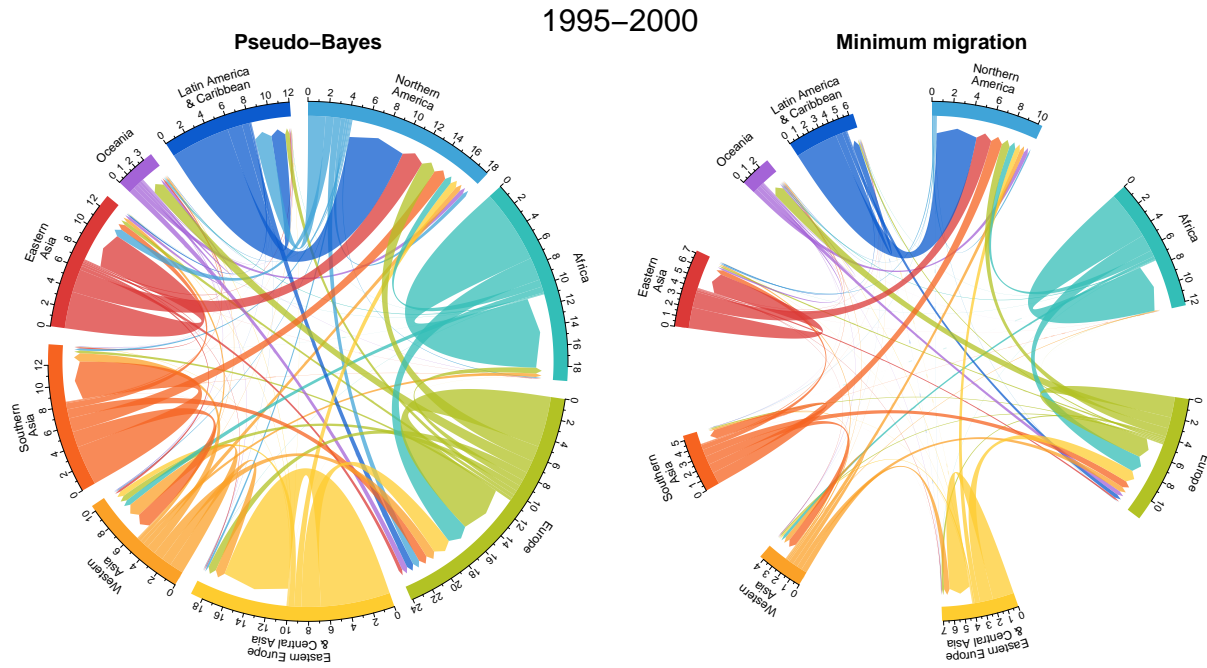 1995−2000
Pseudo−Bayes
Minimum migration
Latin America
& Caribbean
0 2 4 6 8 10 12
Northern
America
0 2 4 6 8 10 12 14 16 18
Africa
0 2 4 6 8 10 12 14 16 18
Europe
0 2 4 6 8 10 12 14 16 18 20 22 24
Eastern Europe
& Central Asia
0 2 4 6 8 10 12 14 16 18
Western
Asia
0 2 4 6 8 10
Southern
Asia
0 2 4 6 8 10 12
Eastern
Asia
0 2 4 6 8 10 12
Oceania
0 1 2 3
Latin America
& Caribbean
0 1 2 3 4 5 6
Northern
America
0 2 4 6 8 10
Africa
0 2 4 6 8 10 12
Europe
0 2 4 6 8 10
Eastern Europe
& Central Asia
0 1 2 3 4 5 6 7
Western
Asia
0 1 2 3 4
Southern
Asia
0 1 2 3 4 5
Eastern
Asia
0 1 2 3 4 5 6 7
Oceania
0 1 2